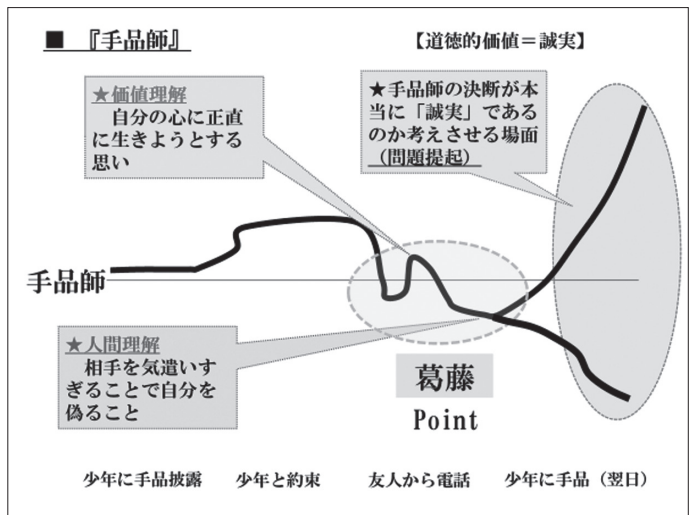 ■ 『手品師』
【道徳的価値＝誠実】
★価値理解
自分の心に正直
に生きようとする
思い
★手品師の決断が本
当に「誠実」である
のか考えさせる場面
（問題提起）
手品師
★人間理解
相手を気遣いす
ぎることで自分を
偽ること
葛藤
Point
少年に手品披露 少年と約束 友人から電話 少年に手品（翌日）